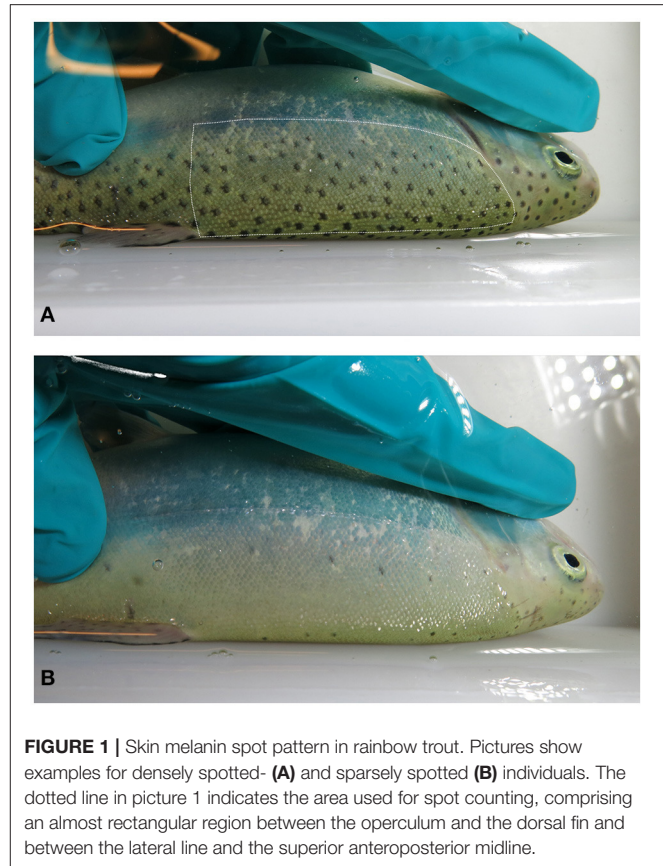 A
B
FIGURE 1 | Skin melanin spot pattern in rainbow trout. Pictures show
examples for densely spotted- (A) and sparsely spotted (B) individuals. The
dotted line in picture 1 indicates the area used for spot counting, comprising
an almost rectangular region between the operculum and the dorsal fin and
between the lateral line and the superior anteroposterior midline.